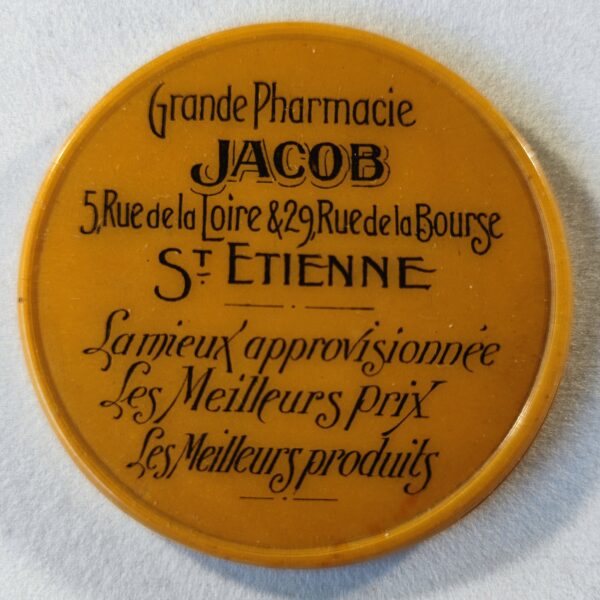 Grande Pharmacie
JACOB
5, Rue de la Loire & 29, Rue de la Bourse
ST. ETIENNE
La mieux approvisionnée
Les Meilleurs prix
Les Meilleurs produits